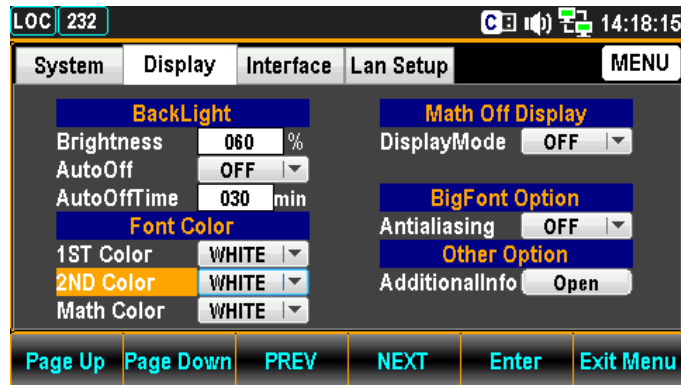 LOC 232 C 14:18:15
System Display Interface Lan Setup MENU
BackLight
Brightness 060 %
AutoOff OFF
AutoOffTime 030 min
Font Color
1ST Color WHITE
2ND Color WHITE
Math Color WHITE
Math Off Display
DisplayMode OFF
BigFont Option
Antialiasing OFF
Other Option
AdditionalInfo Open
Page Up Page Down PREV NEXT Enter Exit Menu